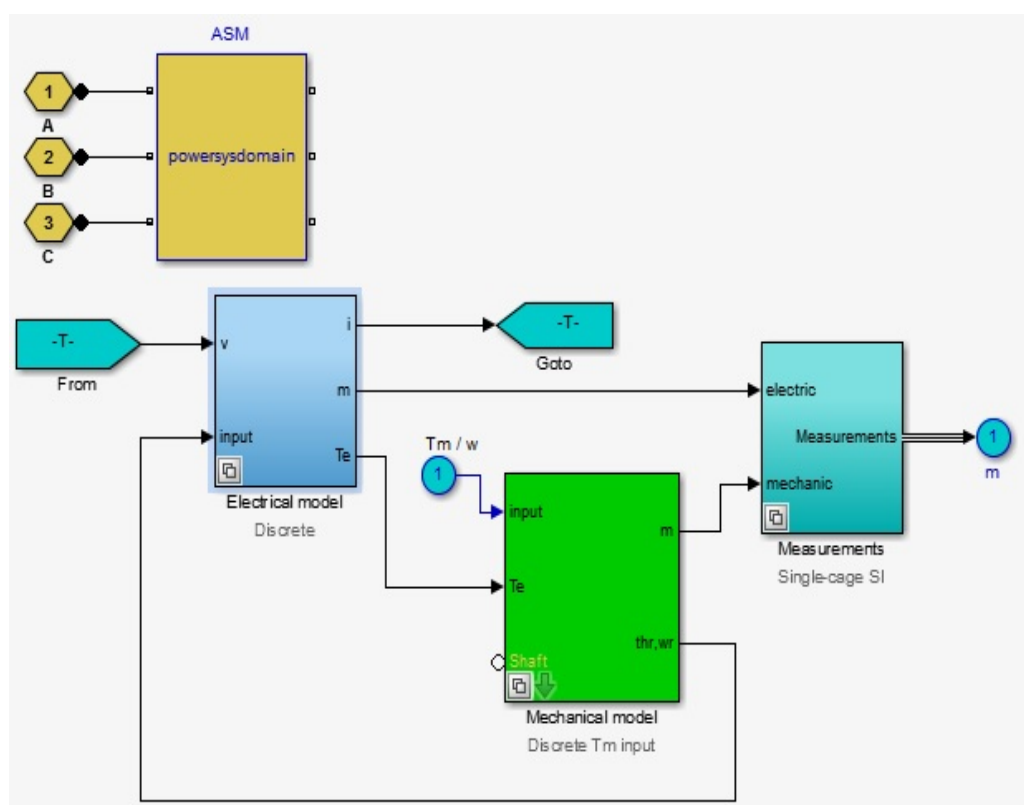 ASM
1
A
powersysdomain
2
B
3
C
-T-
From
v
i
-T-
Goto
m
input
Te
Electrical model
Discrete
Tm / w
1
input
m
Te
thr,wr
Shaft
Mechanical model
Discrete Tm input
electric
Measurements
mechanic
Measurements
Single-cage SI
1
m